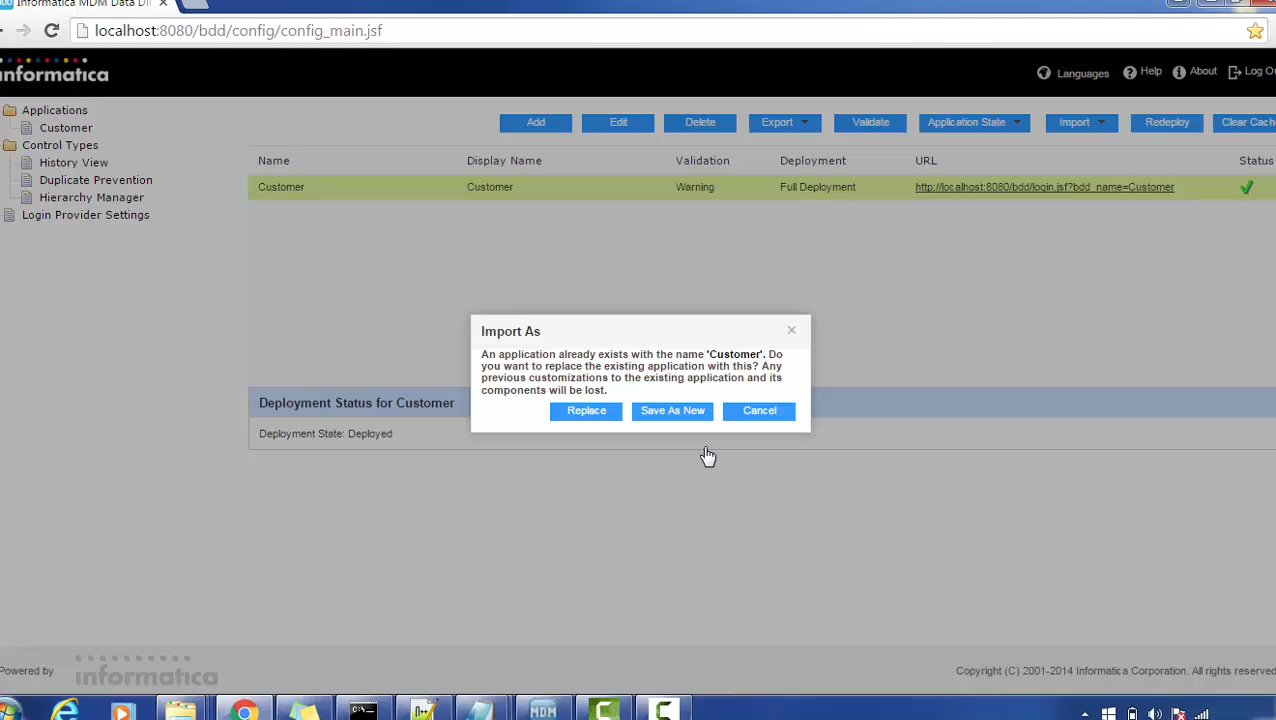 Informatica MDM Data Di
localhost:8080/bdd/config/config_main.jsf
informatica
Languages Help About Log Ou
Applications
Customer
Control Types
History View
Duplicate Prevention
Hierarchy Manager
Login Provider Settings
Add Edit Delete Export Validate Application State Import Redeploy Clear Cach
Name Display Name Validation Deployment URL Status
Customer Customer Warning Full Deployment http://localhost:8080/bdd/login.jsf?bdd_name=Customer
Import As
An application already exists with the name 'Customer'. Do
you want to replace the existing application with this? Any
previous customizations to the existing application and its
components will be lost.
Replace Save As New Cancel
Deployment Status for Customer
Deployment State: Deployed
Powered by informatica
Copyright (C) 2001-2014 Informatica Corporation. All rights reserved
MDM